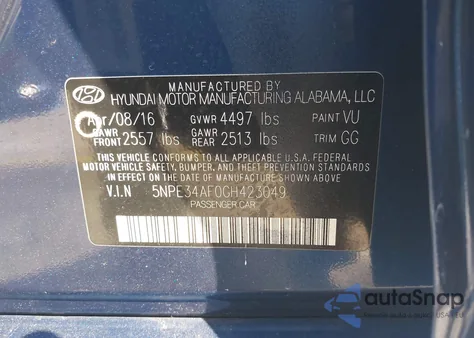 MANUFACTURED BY
HYUNDAI MOTOR MANUFACTURING ALABAMA, LLC
Apr/08/16 GVWR 4497 lbs PAINT VU
GAWR FRONT 2557 lbs GAWR REAR 2513 lbs TRIM GG
THIS VEHICLE CONFORMS TO ALL APPLICABLE U.S.A. FEDERAL
MOTOR VEHICLE SAFETY, BUMPER, AND THEFT PREVENTION
STANDARDS IN EFFECT ON THE DATE OF MANUFACTURE SHOWN ABOVE.
V.I.N 5NPE34AF0GH423049
PASSENGER CAR
autoSnap